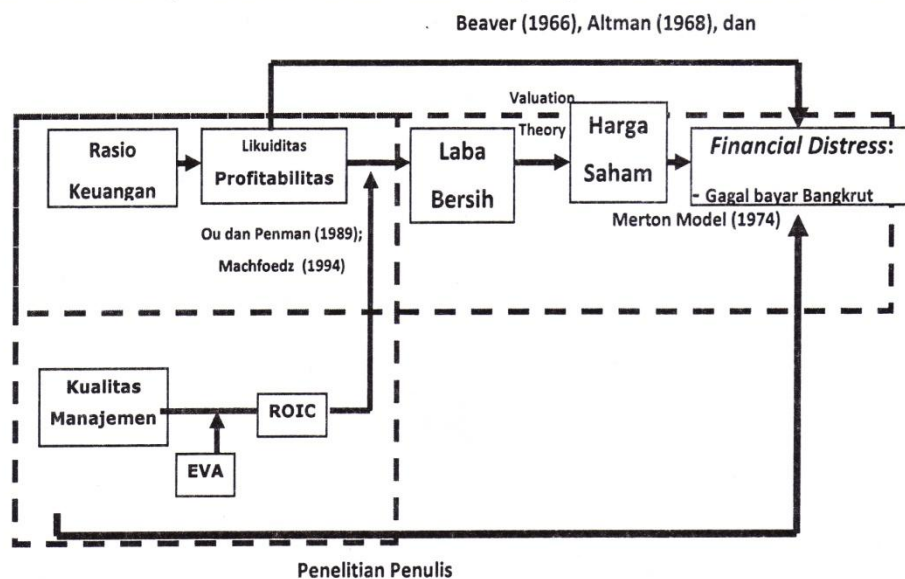 Beaver (1966), Altman (1968), dan
Valuation
Theory
Rasio
Keuangan
Likuiditas
Profitabilitas
Laba
Bersih
Harga
Saham
Financial Distress:
- Gagal bayar Bangkrut
Merton Model (1974)
Ou dan Penman (1989);
Machfoedz (1994)
Kualitas
Manajemen
ROIC
EVA
Penelitian Penulis